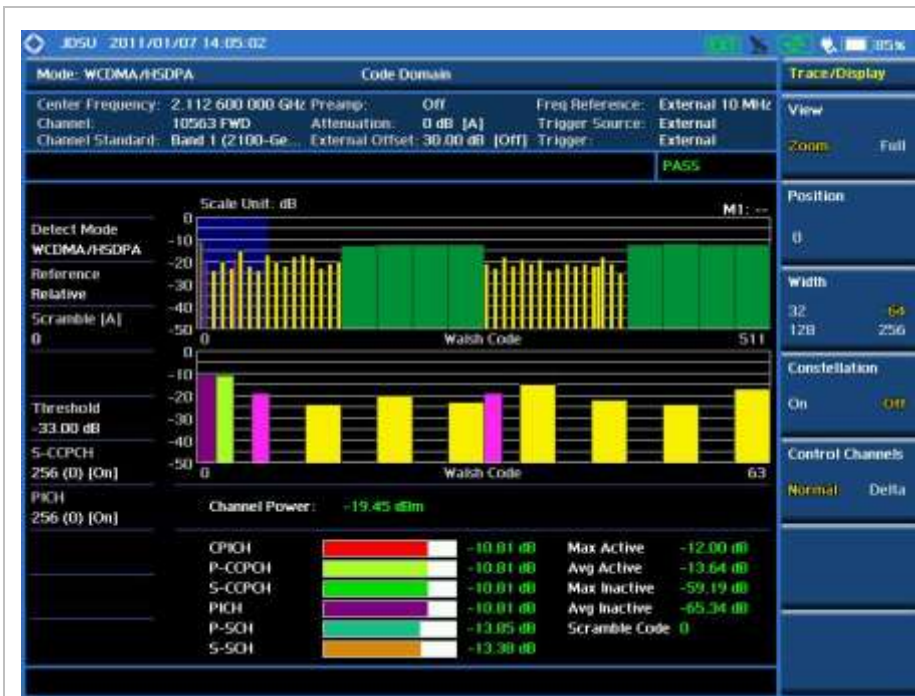 JDSU 2011/01/07 14:05:02
EXT
85%
Mode: WCDMA/HSDPA
Code Domain
Trace/Display
Center Frequency: 2.112 600 000 GHz
Preamp: Off
Freq Reference: External 10 MHz
Channel: 10563 FWD
Attenuation: 0 dB [A]
Trigger Source: External
Channel Standard: Band 1 (2100-Ge...
External Offset: 30.00 dB [Off]
Trigger: External
PASS
View
Zoom Full
Position
0
Width
32 64
128 256
Constellation
On Off
Control Channels
Normal Delta
Detect Mode
WCDMA/HSDPA
Reference
Relative
Scramble [A]
0
Threshold
-33.00 dB
S-CCPCH
256 (0) [On]
PICH
256 (0) [On]
Scale Unit: dB
M1: --
0
-10
-20
-30
-40
-50
0 Walsh Code 511
0
-10
-20
-30
-40
-50
0 Walsh Code 63
Channel Power: -19.45 dBm
CPICH -10.81 dB Max Active -12.00 dB
P-CCPCH -10.81 dB Avg Active -13.64 dB
S-CCPCH -10.81 dB Max Inactive -59.19 dB
PICH -10.81 dB Avg Inactive -65.34 dB
P-SCH -13.85 dB Scramble Code 0
S-SCH -13.38 dB